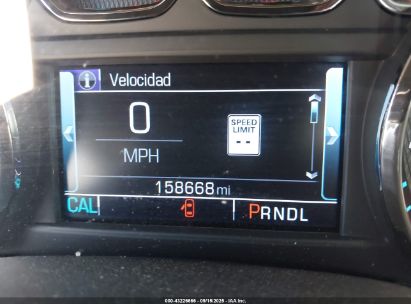 i Velocidad
0
MPH
SPEED
LIMIT
--
158668 mi
CAL
PRNDL